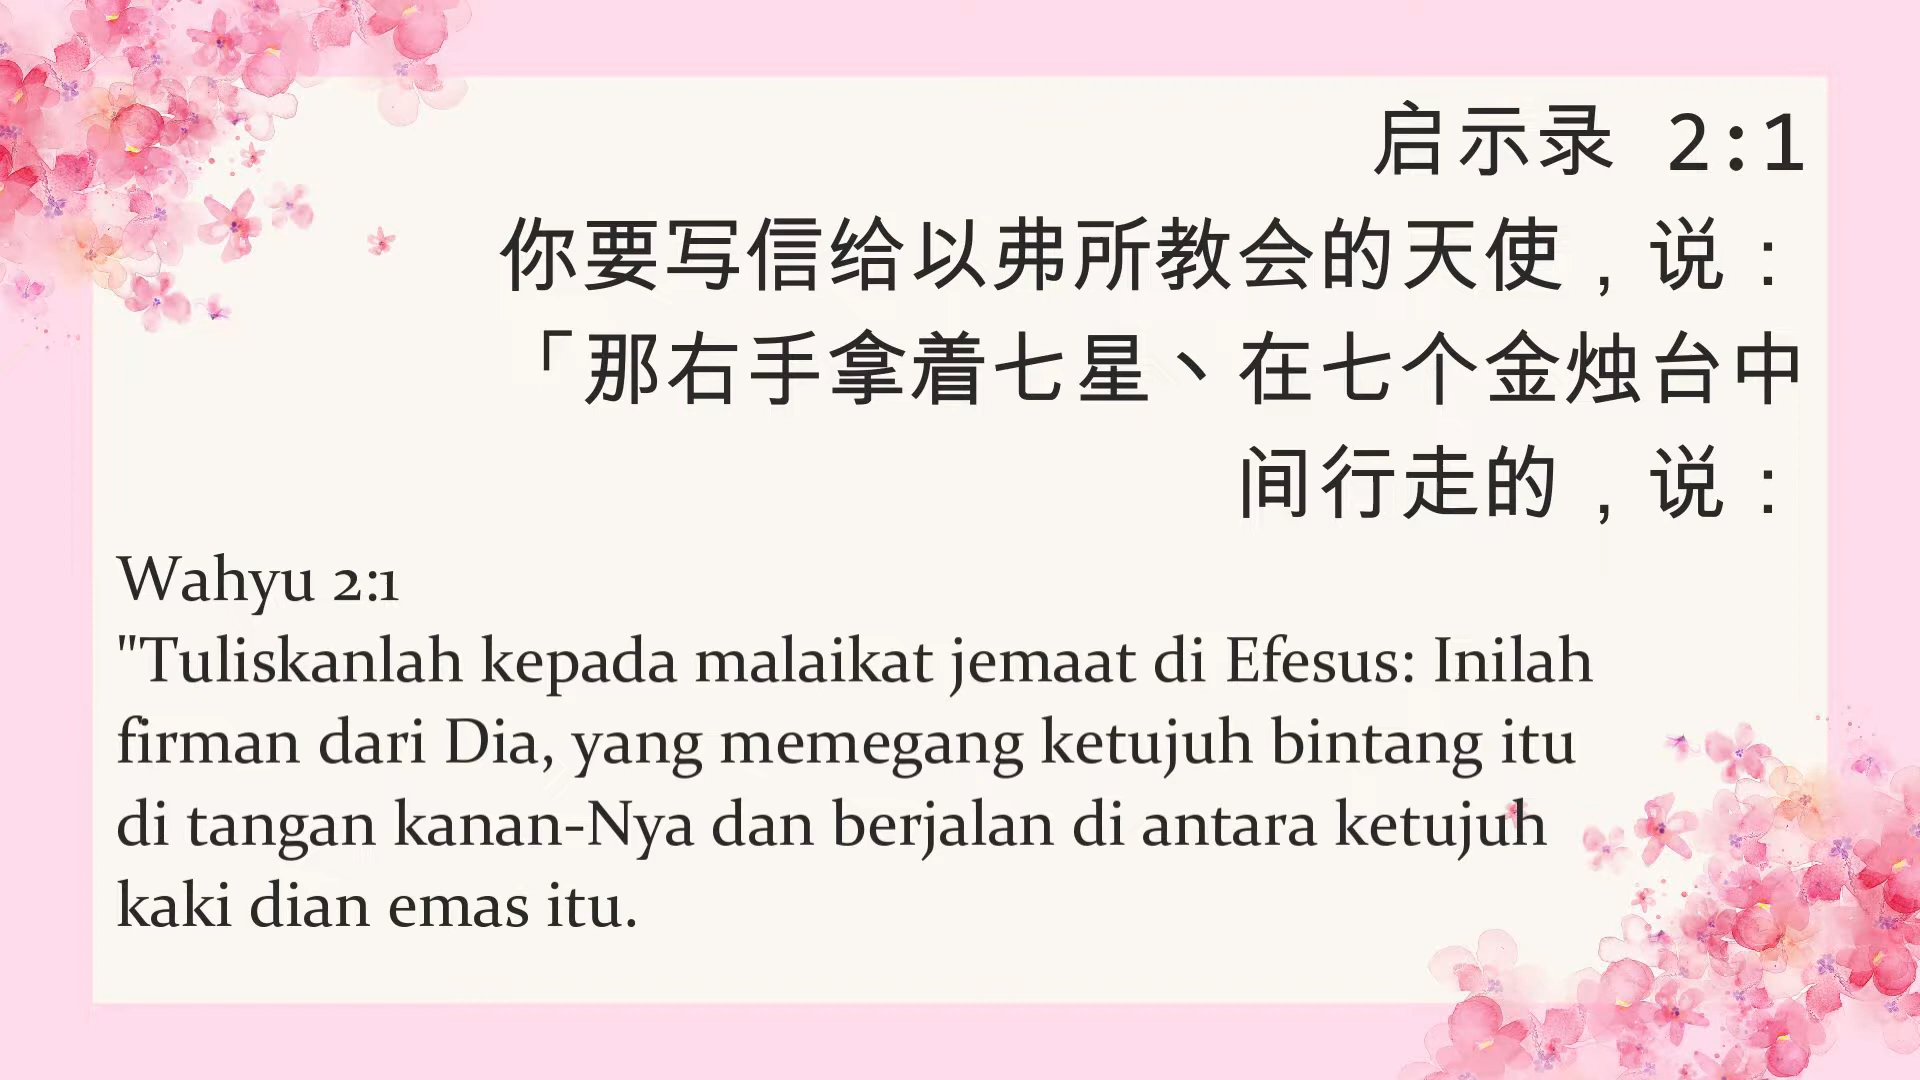 启示录 2:1
你要写信给以弗所教会的天使，说：
「那右手拿着七星丶在七个金烛台中
间行走的，说：
Wahyu 2:1
"Tuliskanlah kepada malaikat jemaat di Efesus: Inilah
firman dari Dia, yang memegang ketujuh bintang itu
di tangan kanan-Nya dan berjalan di antara ketujuh
kaki dian emas itu.